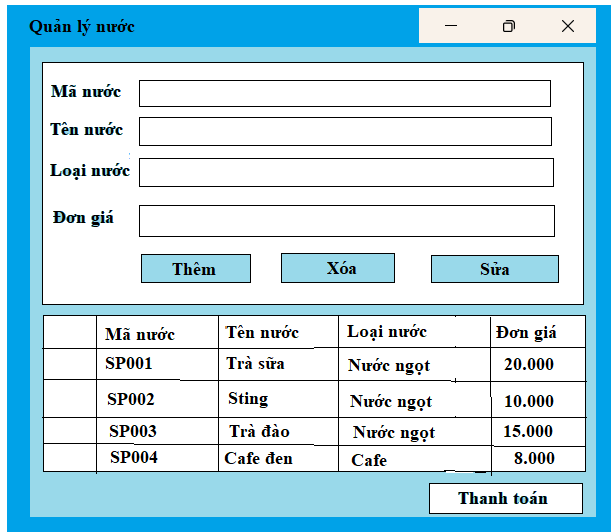 Quản lý nước
Mã nước
Tên nước
Loại nước
Đơn giá
Thêm Xóa Sửa
Mã nước Tên nước Loại nước Đơn giá
SP001 Trà sữa Nước ngọt 20.000
SP002 Sting Nước ngọt 10.000
SP003 Trà đào Nước ngọt 15.000
SP004 Cafe đen Cafe 8.000
Thanh toán